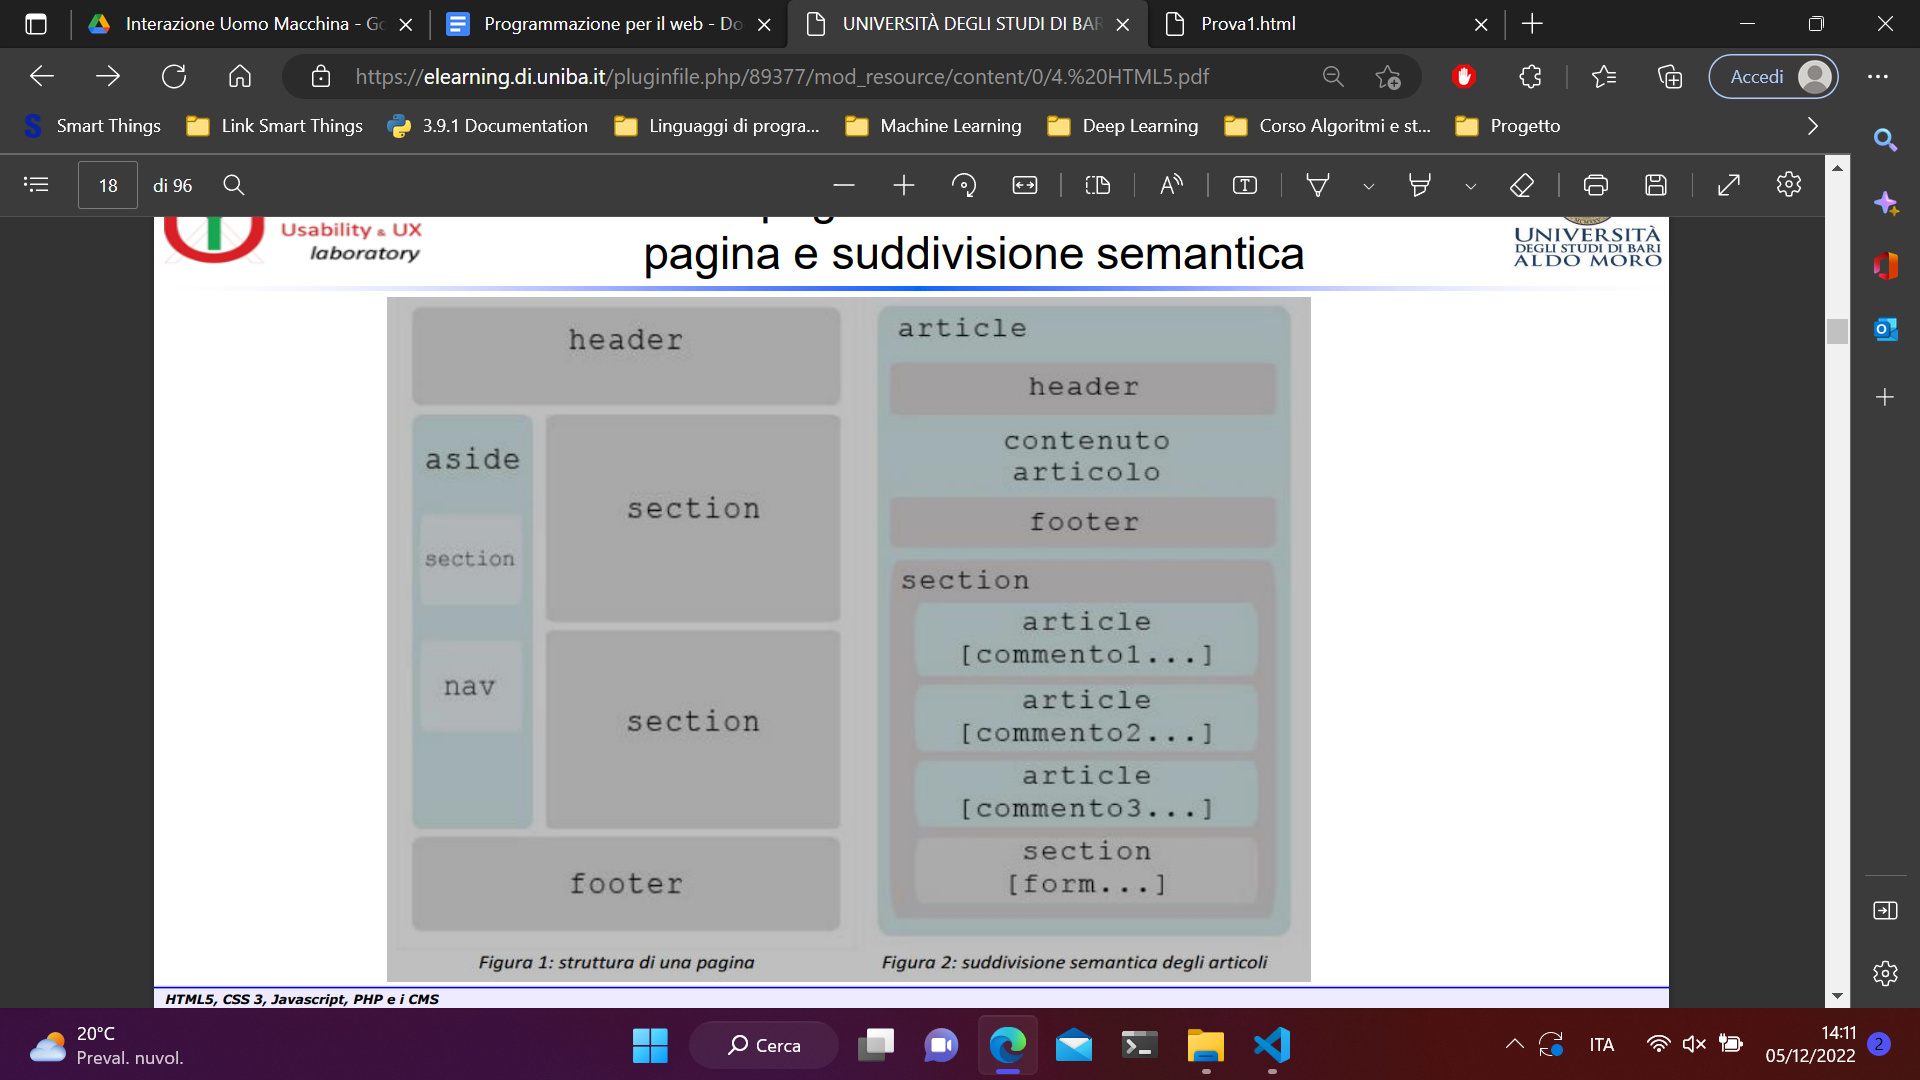 Interazione Uomo Macchina - Go
Programmazione per il web - Do
UNIVERSITÀ DEGLI STUDI DI BAR
Prova1.html
https://elearning.di.uniba.it/pluginfile.php/89377/mod_resource/content/0/4.%20HTML5.pdf
Accedi
Smart Things
Link Smart Things
3.9.1 Documentation
Linguaggi di progra...
Machine Learning
Deep Learning
Corso Algoritmi e st...
Progetto
18
di 96
Usability & UX
laboratory
pagina e suddivisione semantica
UNIVERSITÀ
DEGLI STUDI DI BARI
ALDO MORO
header
aside
section
nav
section
section
footer
Figura 1: struttura di una pagina
article
header
contenuto
articolo
footer
section
article
[commento1...]
article
[commento2...]
article
[commento3...]
section
[form...]
Figura 2: suddivisione semantica degli articoli
HTML5, CSS 3, Javascript, PHP e i CMS
20°C
Preval. nuvol.
Cerca
ITA
14:11
05/12/2022
2